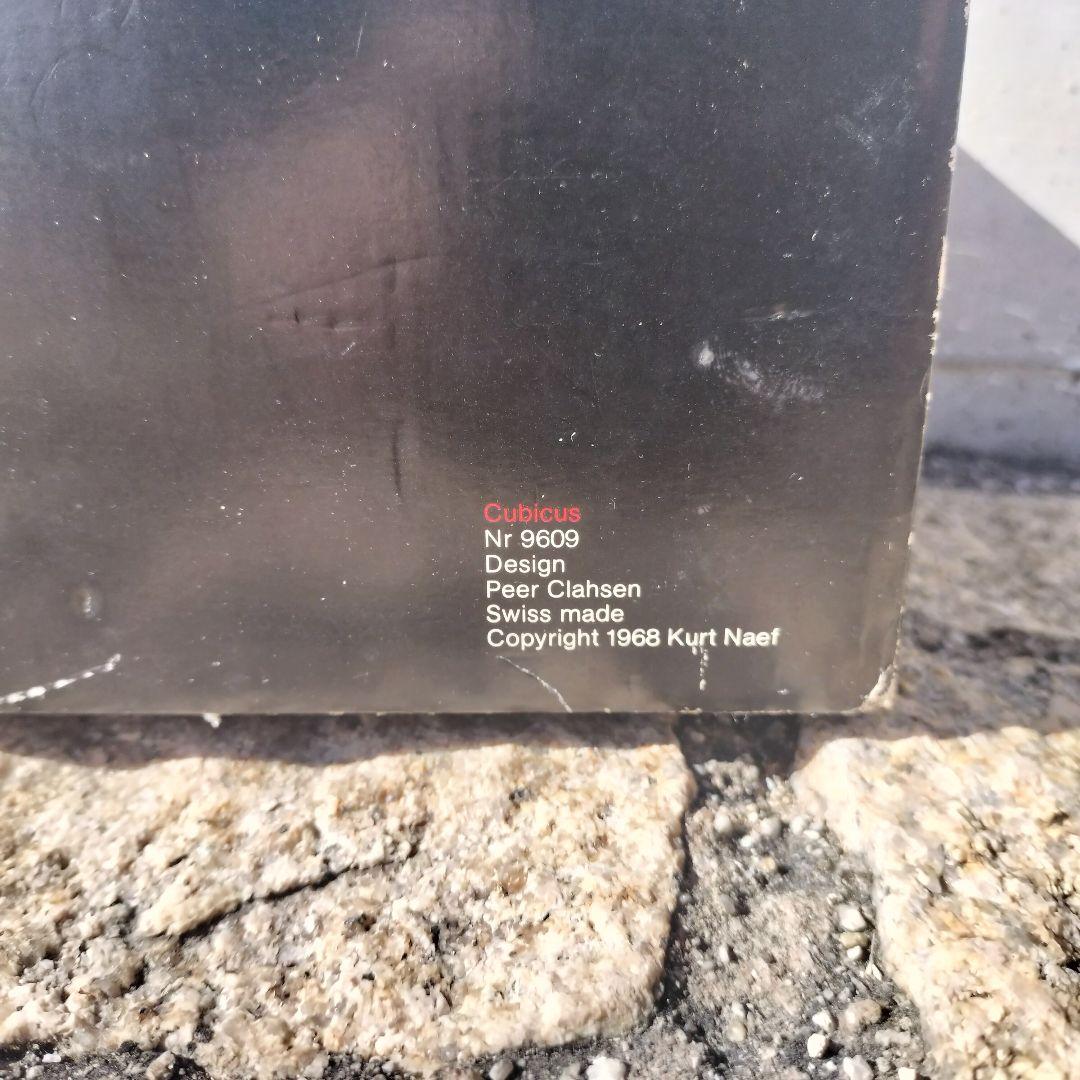 Cubicus
Nr 9609
Design
Peer Clahsen
Swiss made
Copyright 1968 Kurt Naef